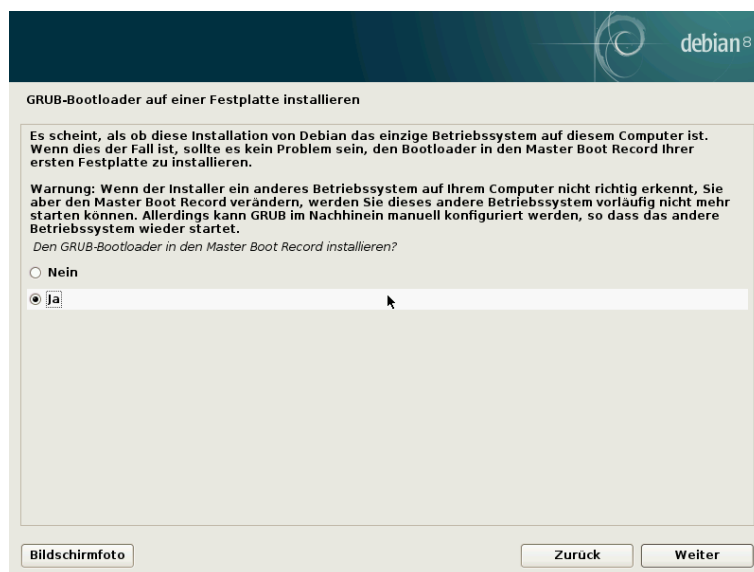 debian 8
GRUB-Bootloader auf einer Festplatte installieren
Es scheint, als ob diese Installation von Debian das einzige Betriebssystem auf diesem Computer ist.
Wenn dies der Fall ist, sollte es kein Problem sein, den Bootloader in den Master Boot Record Ihrer
ersten Festplatte zu installieren.
Warnung: Wenn der Installer ein anderes Betriebssystem auf Ihrem Computer nicht richtig erkennt, Sie
aber den Master Boot Record verändern, werden Sie dieses andere Betriebssystem vorläufig nicht mehr
starten können. Allerdings kann GRUB im Nachhinein manuell konfiguriert werden, so dass das andere
Betriebssystem wieder startet.
Den GRUB-Bootloader in den Master Boot Record installieren?
Nein
Ja
Bildschirmfoto
Zurück
Weiter